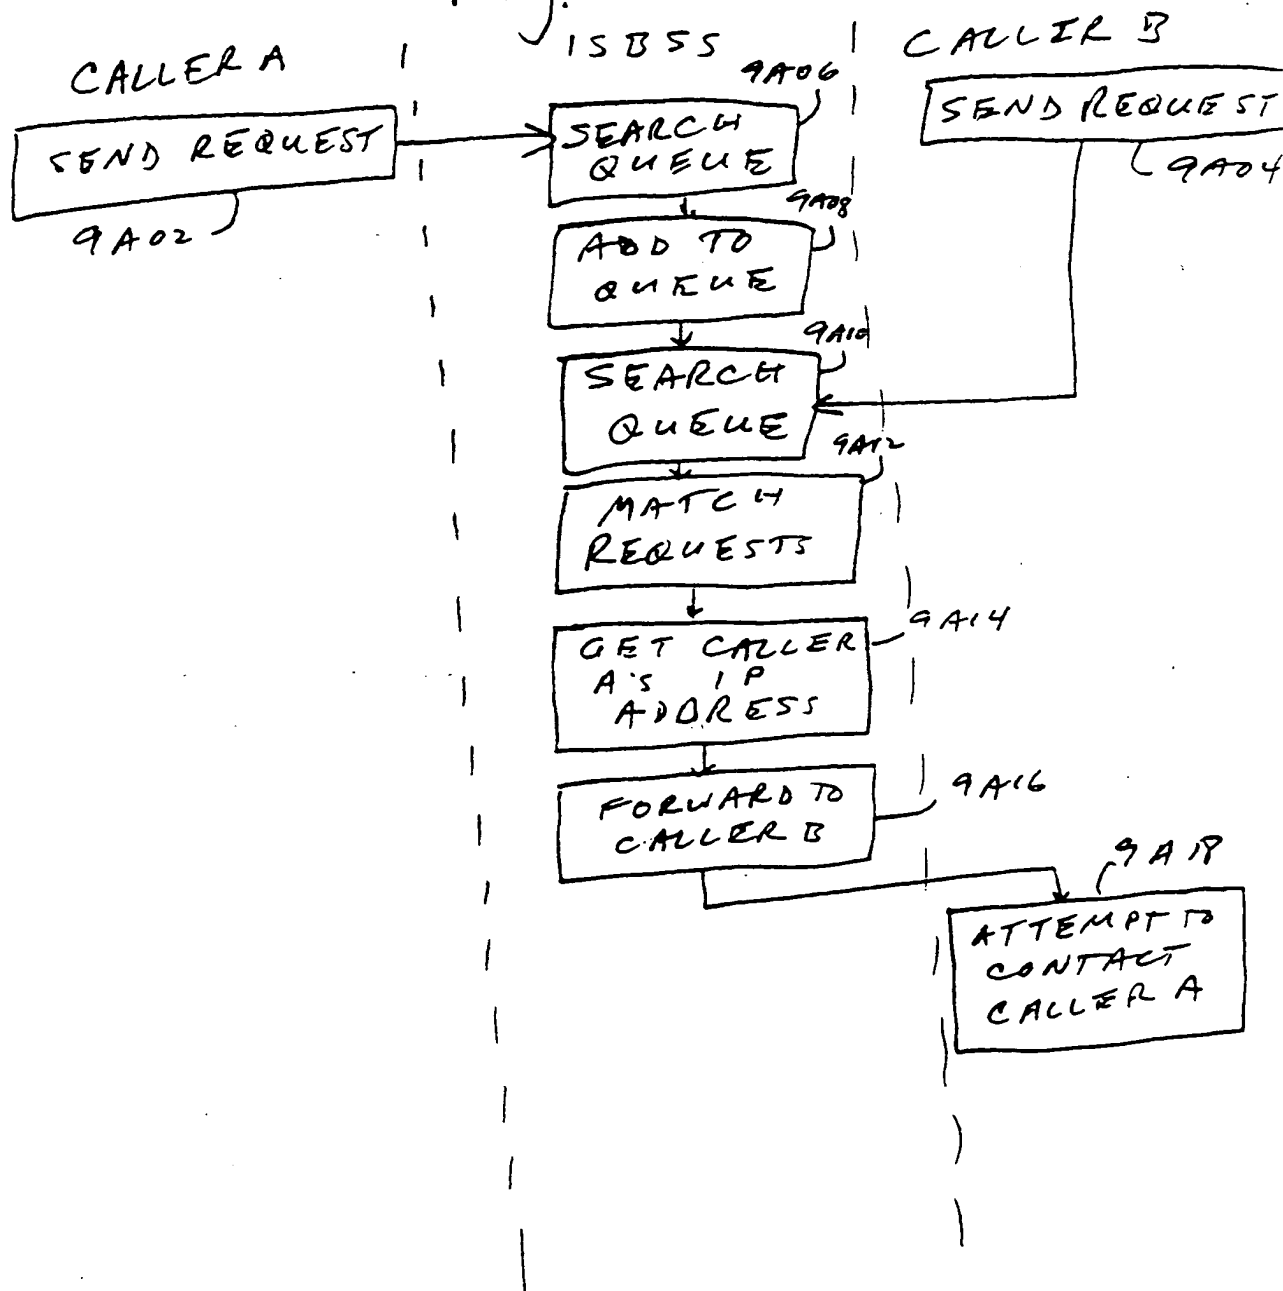 CALLER A
ISBSS
CALLER B
SEND REQUEST
9A02
SEARCH
QUEUE
9A06
SEND REQUEST
9A04
ADD TO
QUEUE
9A08
SEARCH
QUEUE
9A10
MATCH
REQUESTS
9A12
GET CALLER
A's IP
ADDRESS
9A14
FORWARD TO
CALLER B
9A16
ATTEMPT TO
CONTACT
CALLER A
9A18